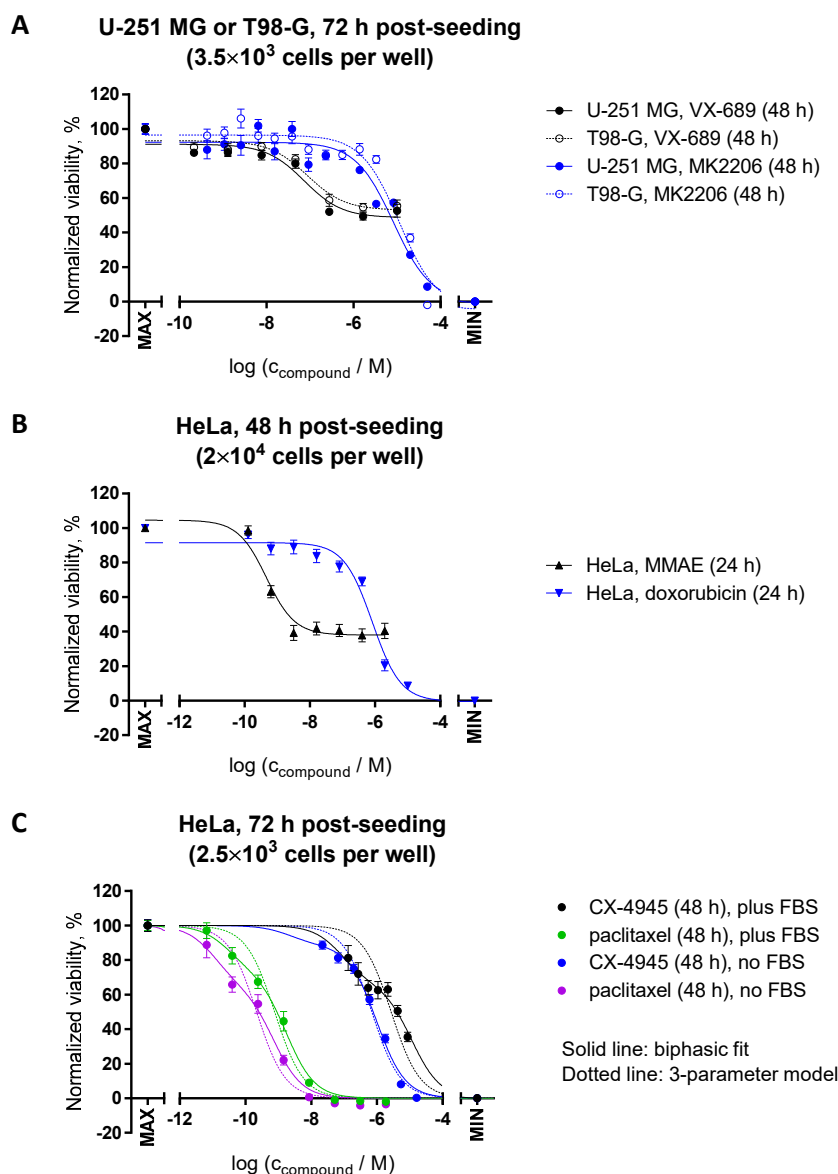 A
U-251 MG or T98-G, 72 h post-seeding
(3.5×10³ cells per well)
Normalized viability, %
120
100
80
60
40
20
0
-20
MAX
-10
-8
-6
-4
MIN
log (c_compound / M)
U-251 MG, VX-689 (48 h)
T98-G, VX-689 (48 h)
U-251 MG, MK2206 (48 h)
T98-G, MK2206 (48 h)
B
HeLa, 48 h post-seeding
(2×10⁴ cells per well)
Normalized viability, %
120
100
80
60
40
20
0
-20
MAX
-12
-10
-8
-6
-4
MIN
log (c_compound / M)
HeLa, MMAE (24 h)
HeLa, doxorubicin (24 h)
C
HeLa, 72 h post-seeding
(2.5×10³ cells per well)
Normalized viability, %
120
100
80
60
40
20
0
-20
MAX
-12
-10
-8
-6
-4
MIN
log (c_compound / M)
CX-4945 (48 h), plus FBS
paclitaxel (48 h), plus FBS
CX-4945 (48 h), no FBS
paclitaxel (48 h), no FBS
Solid line: biphasic fit
Dotted line: 3-parameter model